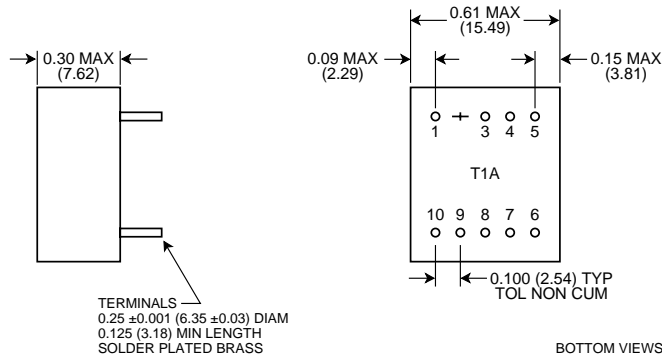 0.61 MAX
(15.49)
0.30 MAX
(7.62)
0.09 MAX
(2.29)
0.15 MAX
(3.81)
1 3 4 5
T1A
10 9 8 7 6
0.100 (2.54) TYP
TOL NON CUM
TERMINALS
0.25 ±0.001 (6.35 ±0.03) DIAM
0.125 (3.18) MIN LENGTH
SOLDER PLATED BRASS
BOTTOM VIEWS